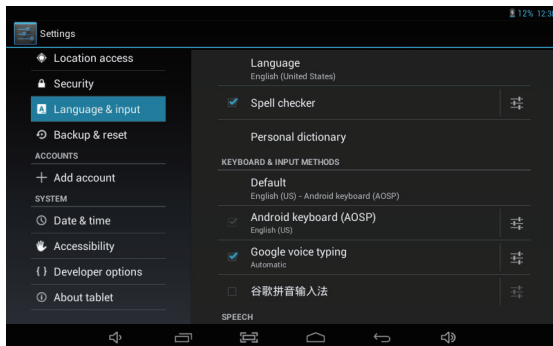 12% 12:30
Settings
Location access
Security
A Language & input
Backup & reset
ACCOUNTS
Add account
SYSTEM
Date & time
Accessibility
{ } Developer options
About tablet
Language
English (United States)
Spell checker
Personal dictionary
KEYBOARD & INPUT METHODS
Default
English (US) - Android keyboard (AOSP)
Android keyboard (AOSP)
English (US)
Google voice typing
Automatic
谷歌拼音输入法
SPEECH